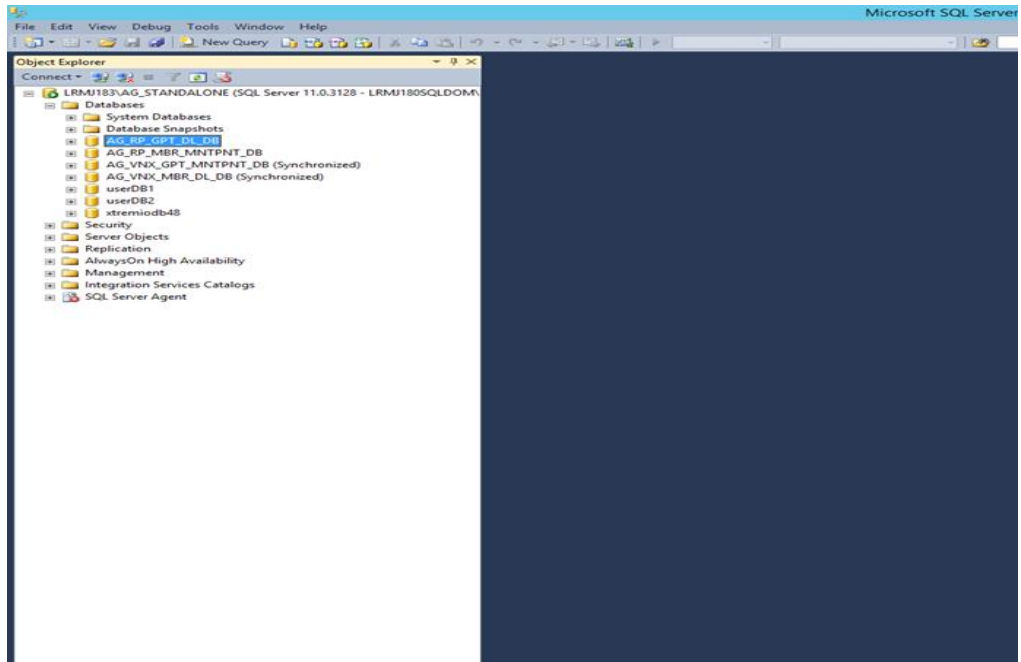 Microsoft SQL Server
File Edit View Debug Tools Window Help
New Query
Object Explorer
Connect
LRMJ183\AG_STANDALONE (SQL Server 11.0.3128 - LRMJ180SQLDOM\
Databases
System Databases
Database Snapshots
AG_RP_GPT_DL_DB
AG_RP_MBR_MNTPNT_DB
AG_VNX_GPT_MNTPNT_DB (Synchronized)
AG_VNX_MBR_DL_DB (Synchronized)
userDB1
userDB2
xtremiodb48
Security
Server Objects
Replication
AlwaysOn High Availability
Management
Integration Services Catalogs
SQL Server Agent